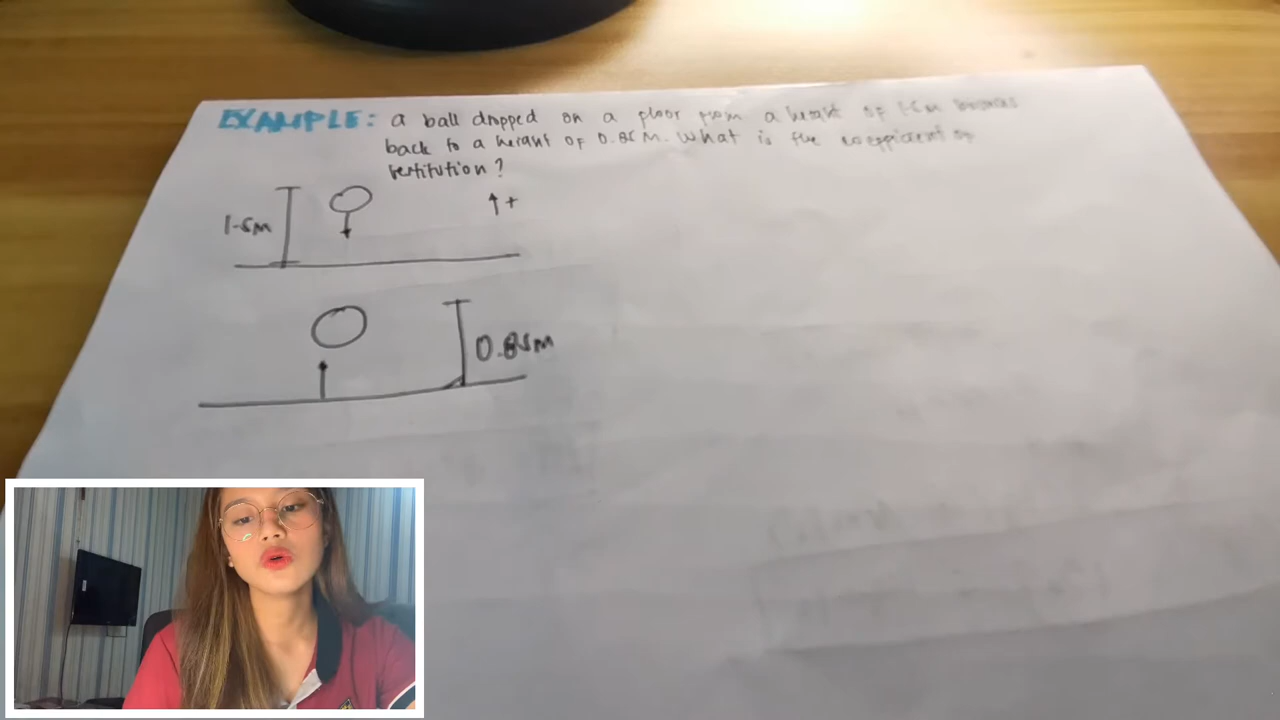 EXAMPLE: a ball dropped on a floor from a height of 1.5m bounces
back to a height of 0.85m. What is the coefficient of
restitution?
1.5m
↑+
0.85m